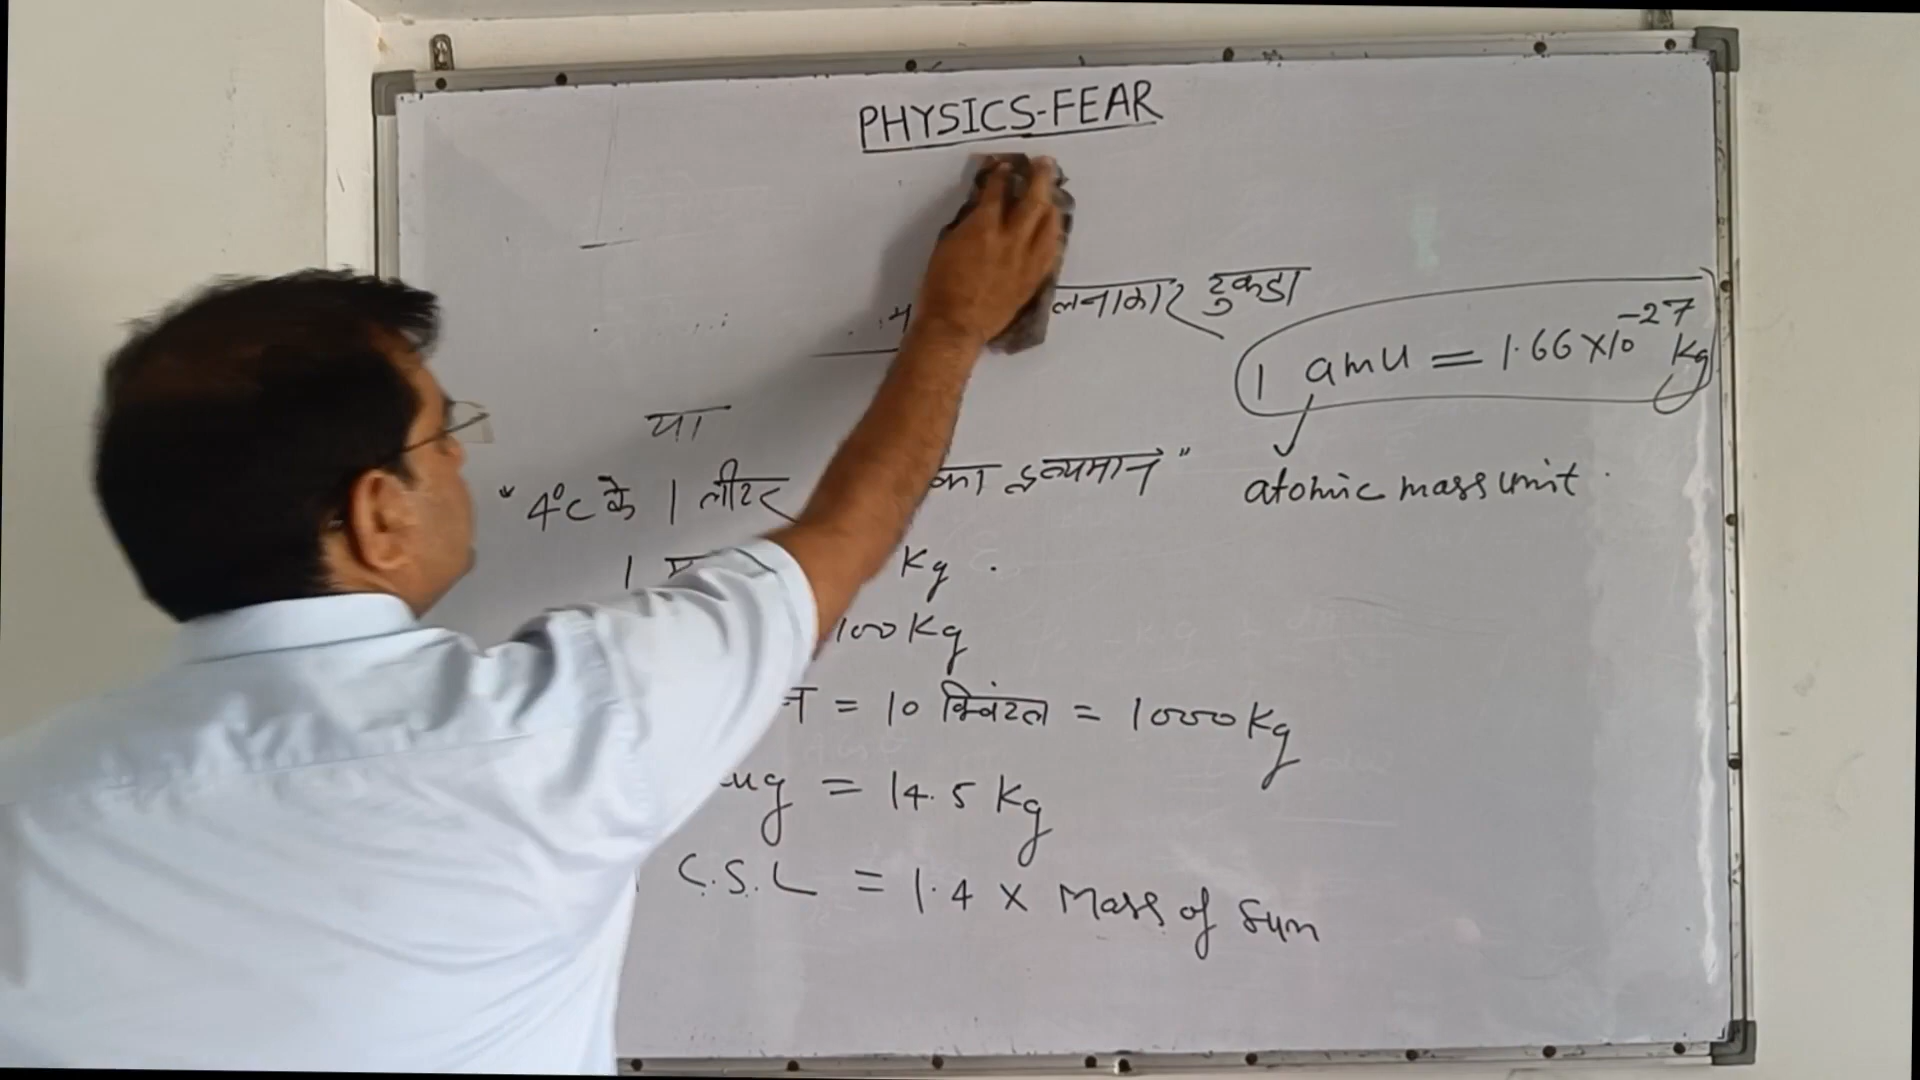 PHYSICS-FEAR
लनाकार टुकडा
1 amu = 1.66 × 10⁻²⁷ Kg
या
"4°C के 1 लीटर का द्रव्यमान"
atomic mass unit
1 Kg.
100 Kg
= 10 क्विंटल = 1000 Kg
= 14.5 Kg
C.S.L = 1.4 × Mass of Sun